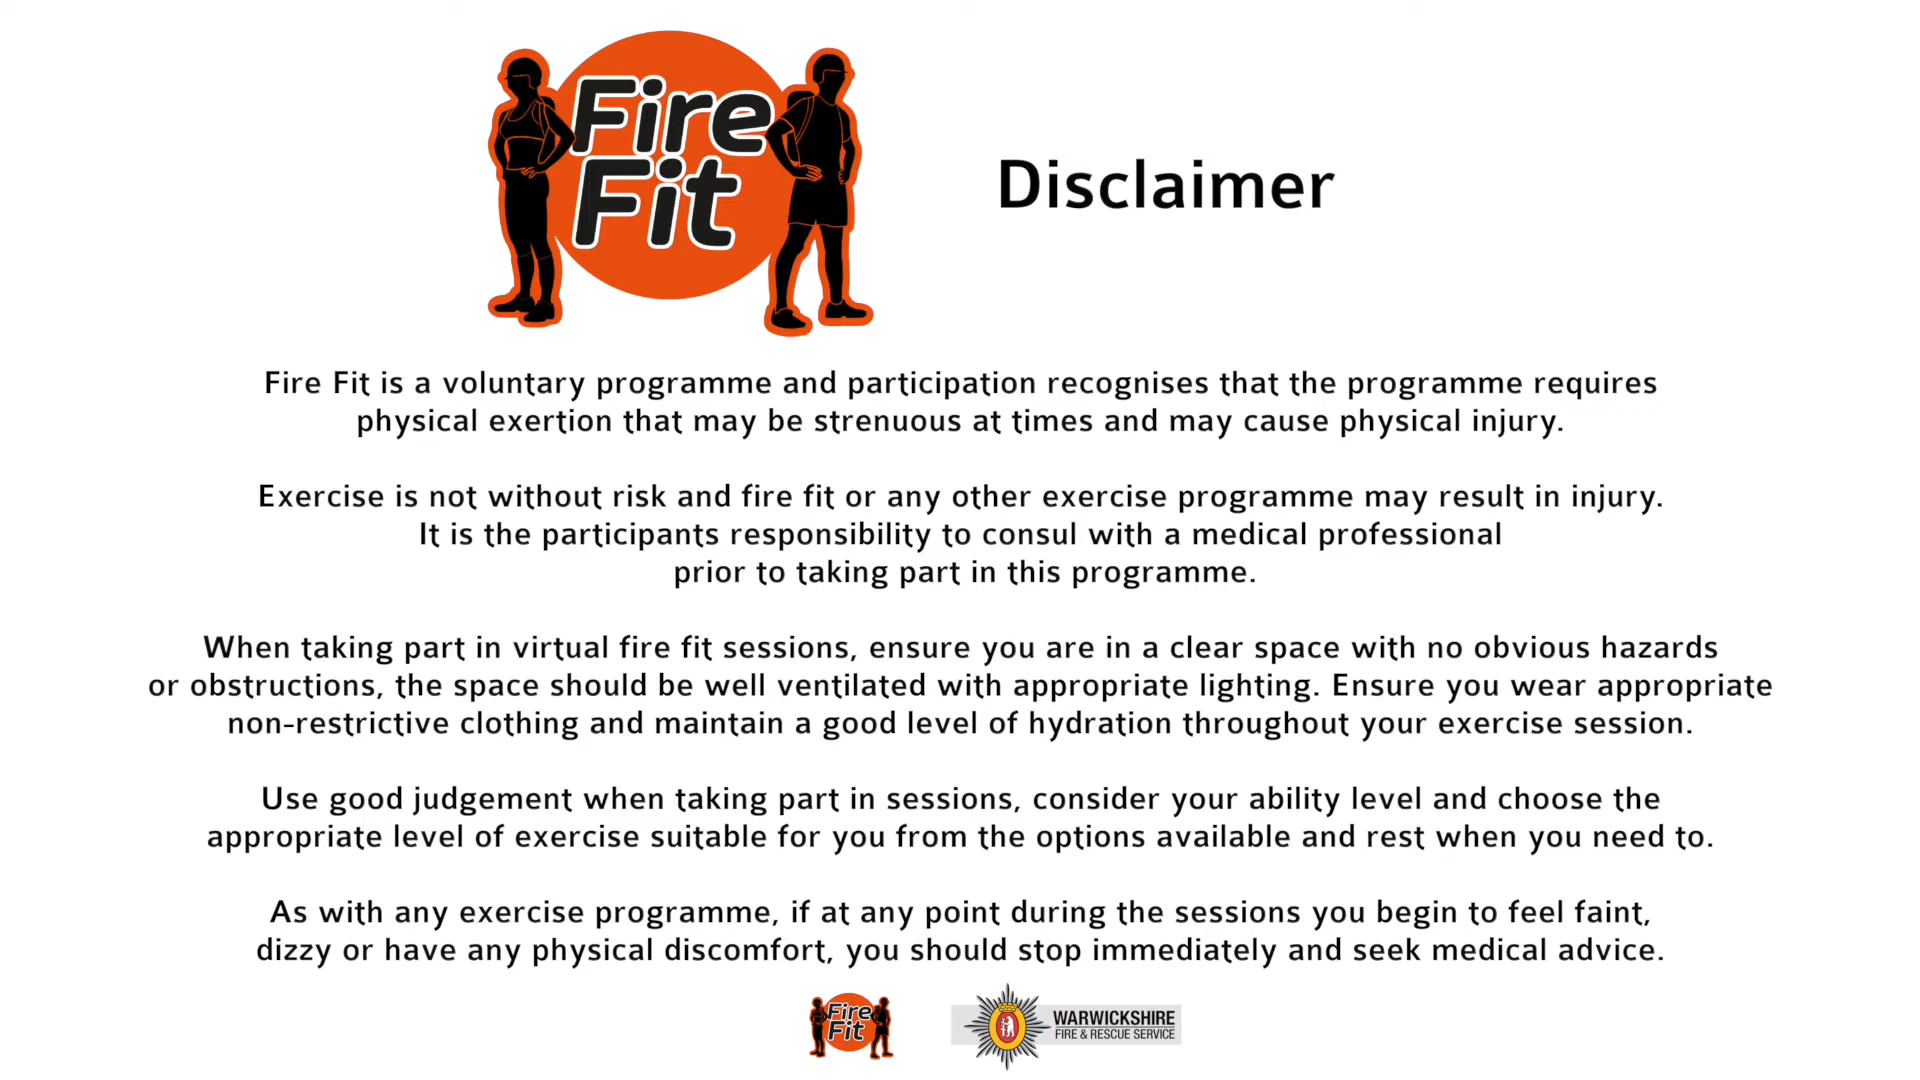 Fire
Fit
Disclaimer
Fire Fit is a voluntary programme and participation recognises that the programme requires
physical exertion that may be strenuous at times and may cause physical injury.
Exercise is not without risk and fire fit or any other exercise programme may result in injury.
It is the participants responsibility to consul with a medical professional
prior to taking part in this programme.
When taking part in virtual fire fit sessions, ensure you are in a clear space with no obvious hazards
or obstructions, the space should be well ventilated with appropriate lighting. Ensure you wear appropriate
non-restrictive clothing and maintain a good level of hydration throughout your exercise session.
Use good judgement when taking part in sessions, consider your ability level and choose the
appropriate level of exercise suitable for you from the options available and rest when you need to.
As with any exercise programme, if at any point during the sessions you begin to feel faint,
dizzy or have any physical discomfort, you should stop immediately and seek medical advice.
Fire
Fit
WARWICKSHIRE
FIRE & RESCUE SERVICE